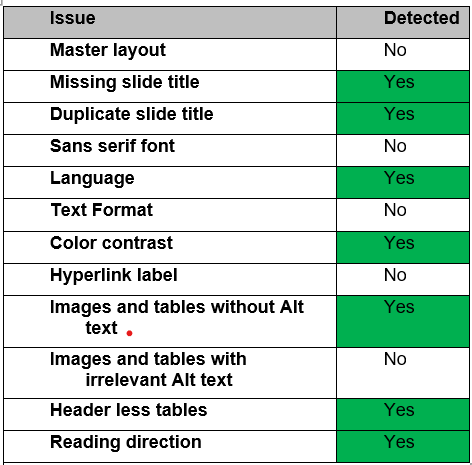 Issue Detected
Master layout No
Missing slide title Yes
Duplicate slide title Yes
Sans serif font No
Language Yes
Text Format No
Color contrast Yes
Hyperlink label No
Images and tables without Alt Yes
text
Images and tables with No
irrelevant Alt text
Header less tables Yes
Reading direction Yes